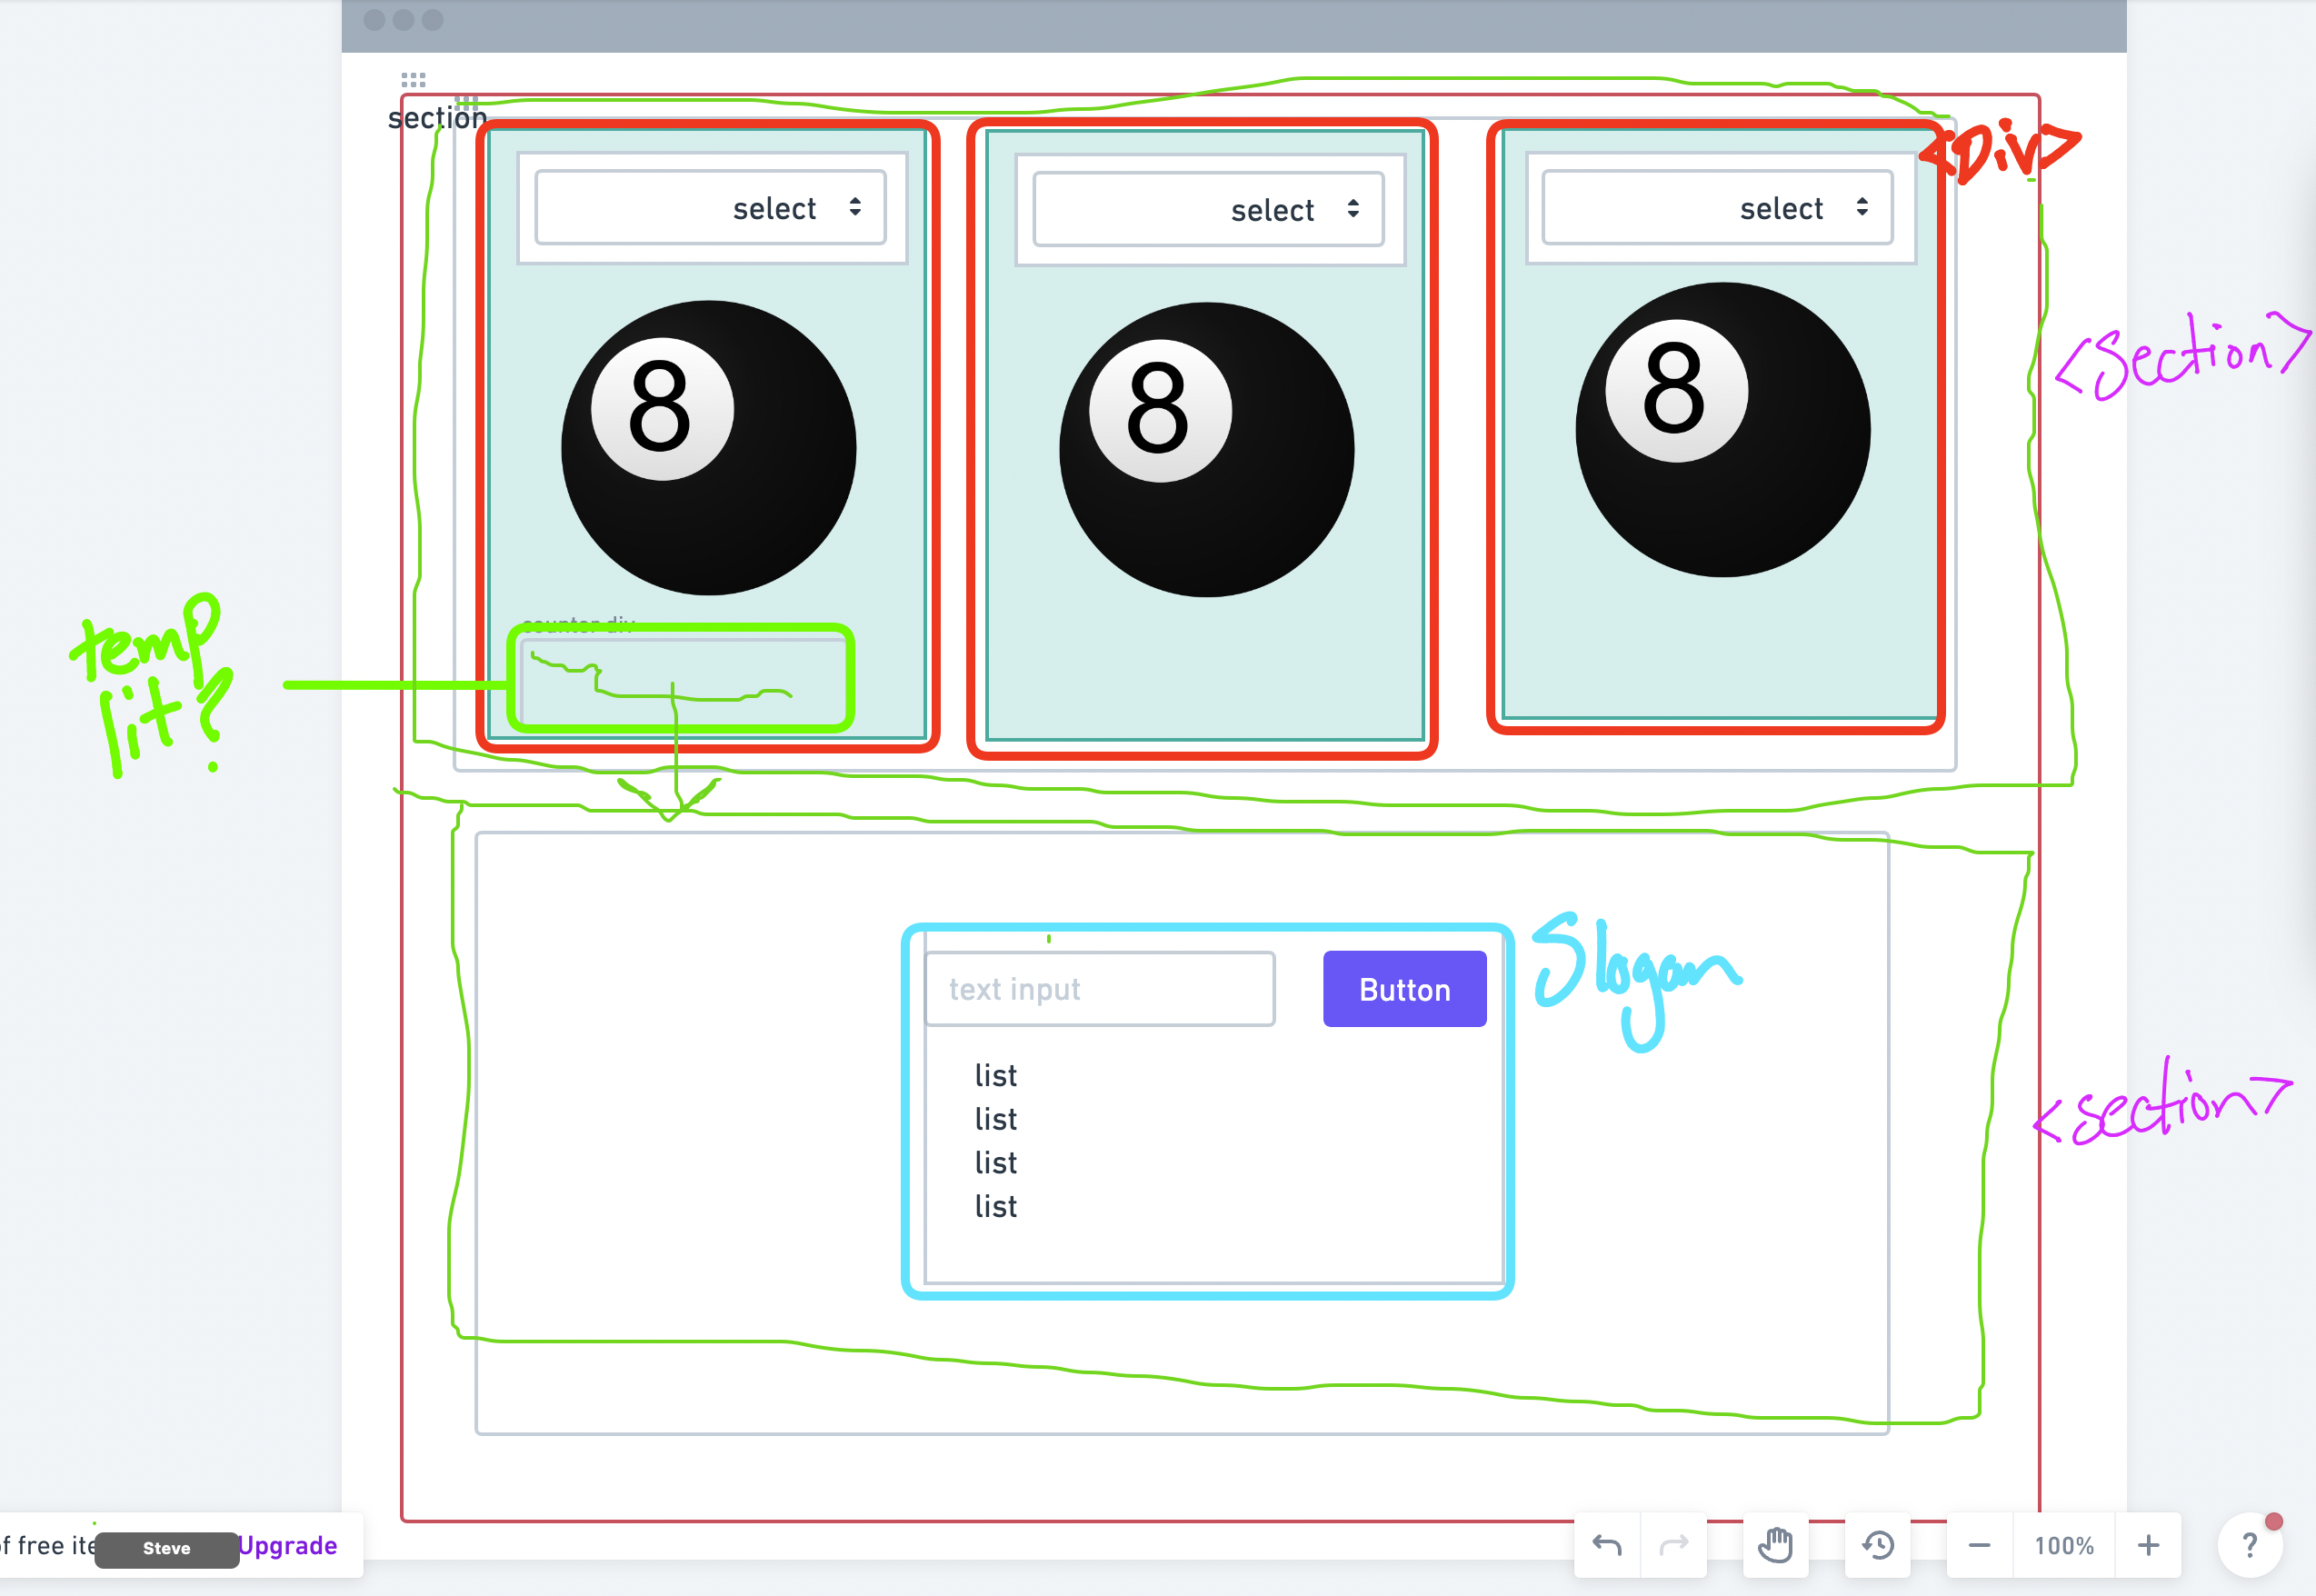 section
<Div>
select
select
select
8
8
8
<Section>
counter div
temp
lit?
Slogan
text input
Button
list
list
list
list
<section>
of free ite
Steve
Upgrade
100%
?